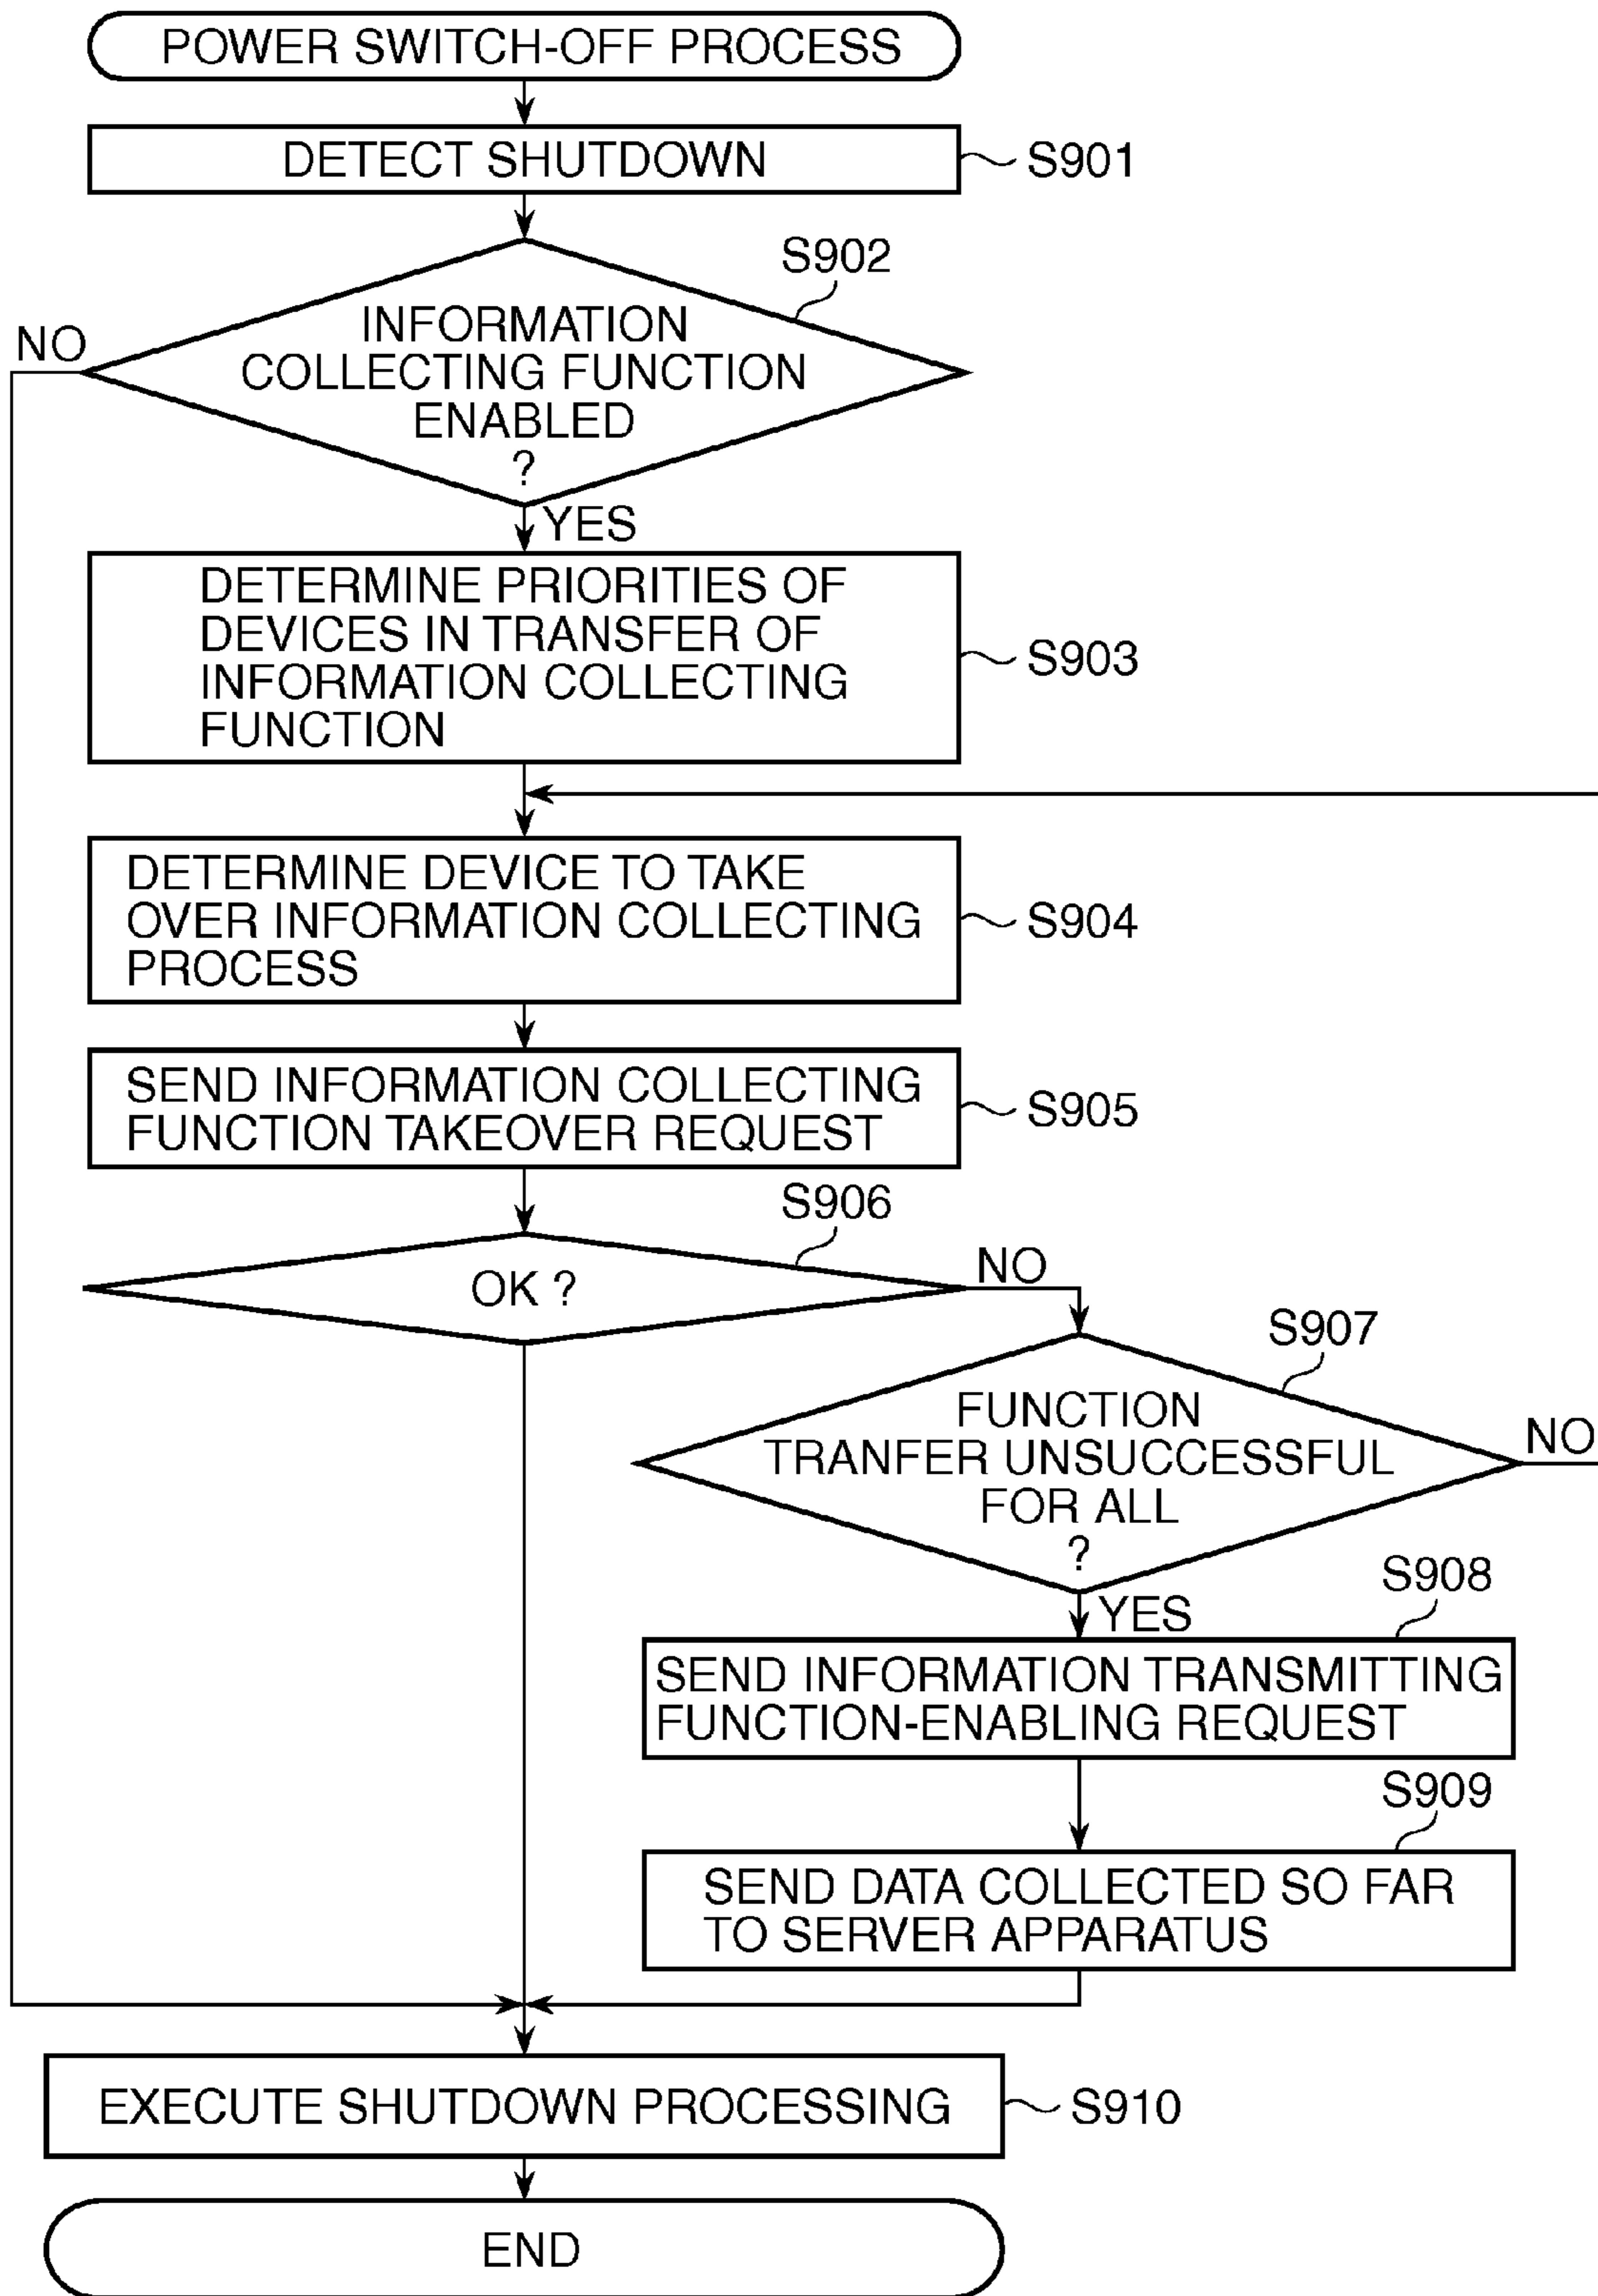 POWER SWITCH-OFF PROCESS
DETECT SHUTDOWN
S901
S902
INFORMATION
COLLECTING FUNCTION
ENABLED
?
NO
YES
DETERMINE PRIORITIES OF
DEVICES IN TRANSFER OF
INFORMATION COLLECTING
FUNCTION
S903
DETERMINE DEVICE TO TAKE
OVER INFORMATION COLLECTING
PROCESS
S904
SEND INFORMATION COLLECTING
FUNCTION TAKEOVER REQUEST
S905
S906
OK ?
NO
S907
FUNCTION
TRANFER UNSUCCESSFUL
FOR ALL
?
NO
YES
S908
SEND INFORMATION TRANSMITTING
FUNCTION-ENABLING REQUEST
S909
SEND DATA COLLECTED SO FAR
TO SERVER APPARATUS
EXECUTE SHUTDOWN PROCESSING
S910
END